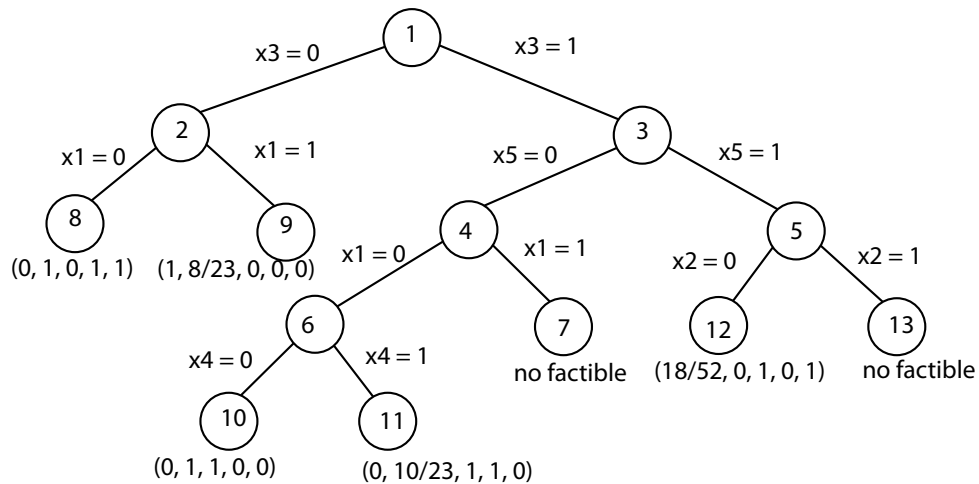 1
x3 = 0
x3 = 1
2
3
x1 = 0
x1 = 1
x5 = 0
x5 = 1
8
9
4
5
(0, 1, 0, 1, 1)
(1, 8/23, 0, 0, 0)
x1 = 0
x1 = 1
x2 = 0
x2 = 1
6
7
12
13
x4 = 0
x4 = 1
no factible
(18/52, 0, 1, 0, 1)
no factible
10
11
(0, 1, 1, 0, 0)
(0, 10/23, 1, 1, 0)